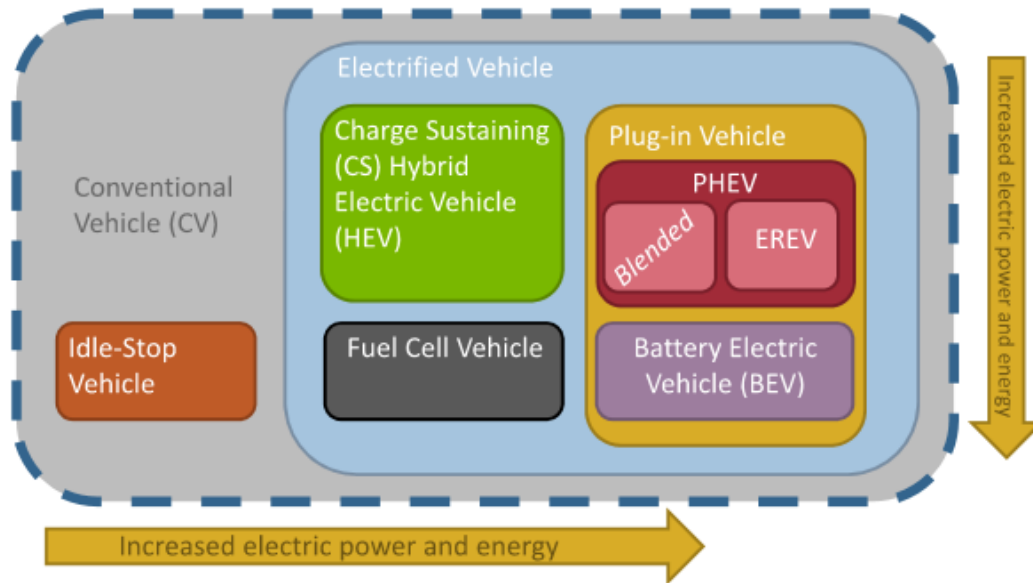 Electrified Vehicle
Charge Sustaining
(CS) Hybrid
Electric Vehicle
(HEV)
Plug-in Vehicle
PHEV
Blended
EREV
Conventional
Vehicle (CV)
Idle-Stop
Vehicle
Fuel Cell Vehicle
Battery Electric
Vehicle (BEV)
Increased electric power and energy
Increased electric power and energy